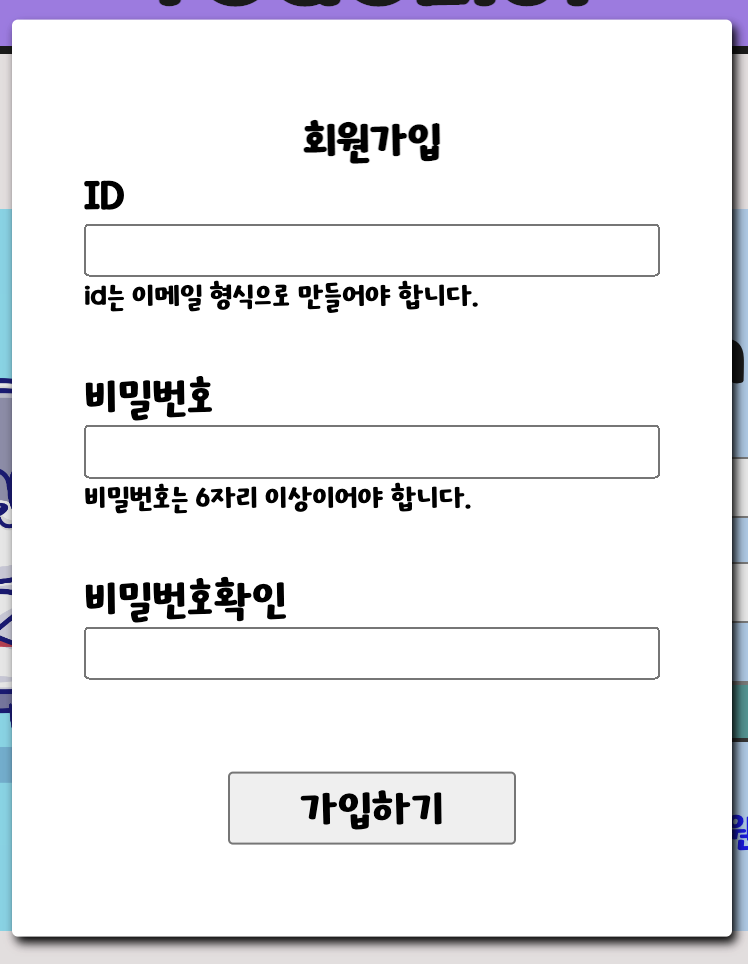 회원가입
ID
id는 이메일 형식으로 만들어야 합니다.
비밀번호
비밀번호는 6자리 이상이어야 합니다.
비밀번호확인
가입하기